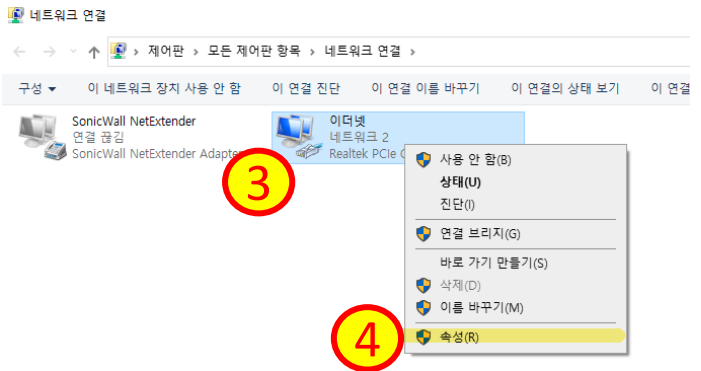 네트워크 연결
제어판 › 모든 제어판 항목 › 네트워크 연결 ›
구성 이 네트워크 장치 사용 안 함 이 연결 진단 이 연결 이름 바꾸기 이 연결의 상태 보기 이 연결
SonicWall NetExtender
연결 끊김
SonicWall NetExtender Adapter
이더넷
네트워크 2
Realtek PCIe
3
사용 안 함(B)
상태(U)
진단(I)
연결 브리지(G)
바로 가기 만들기(S)
삭제(D)
이름 바꾸기(M)
4
속성(R)